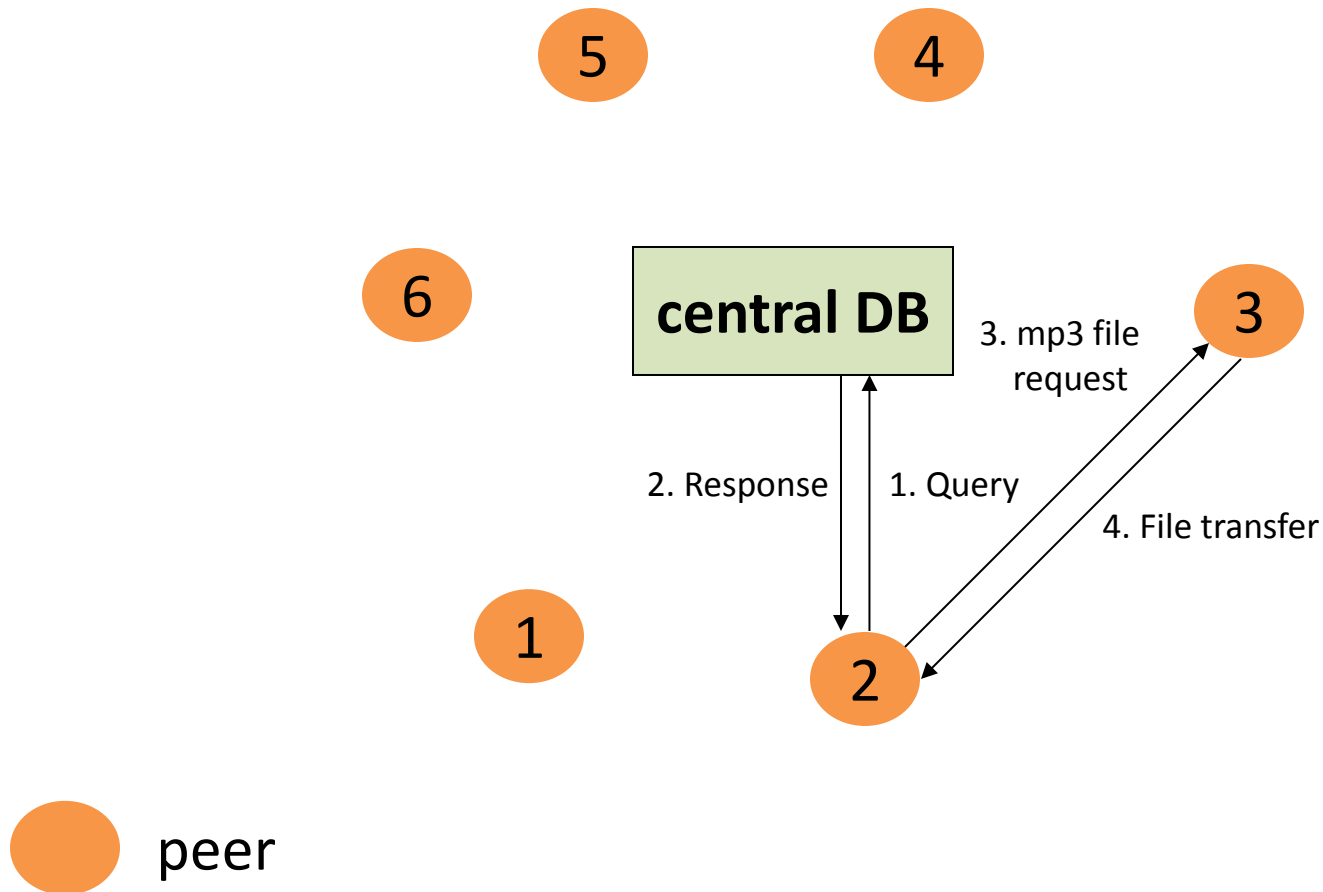 5
4
6
central DB
3
3. mp3 file
request
2. Response
1. Query
4. File transfer
1
2
peer